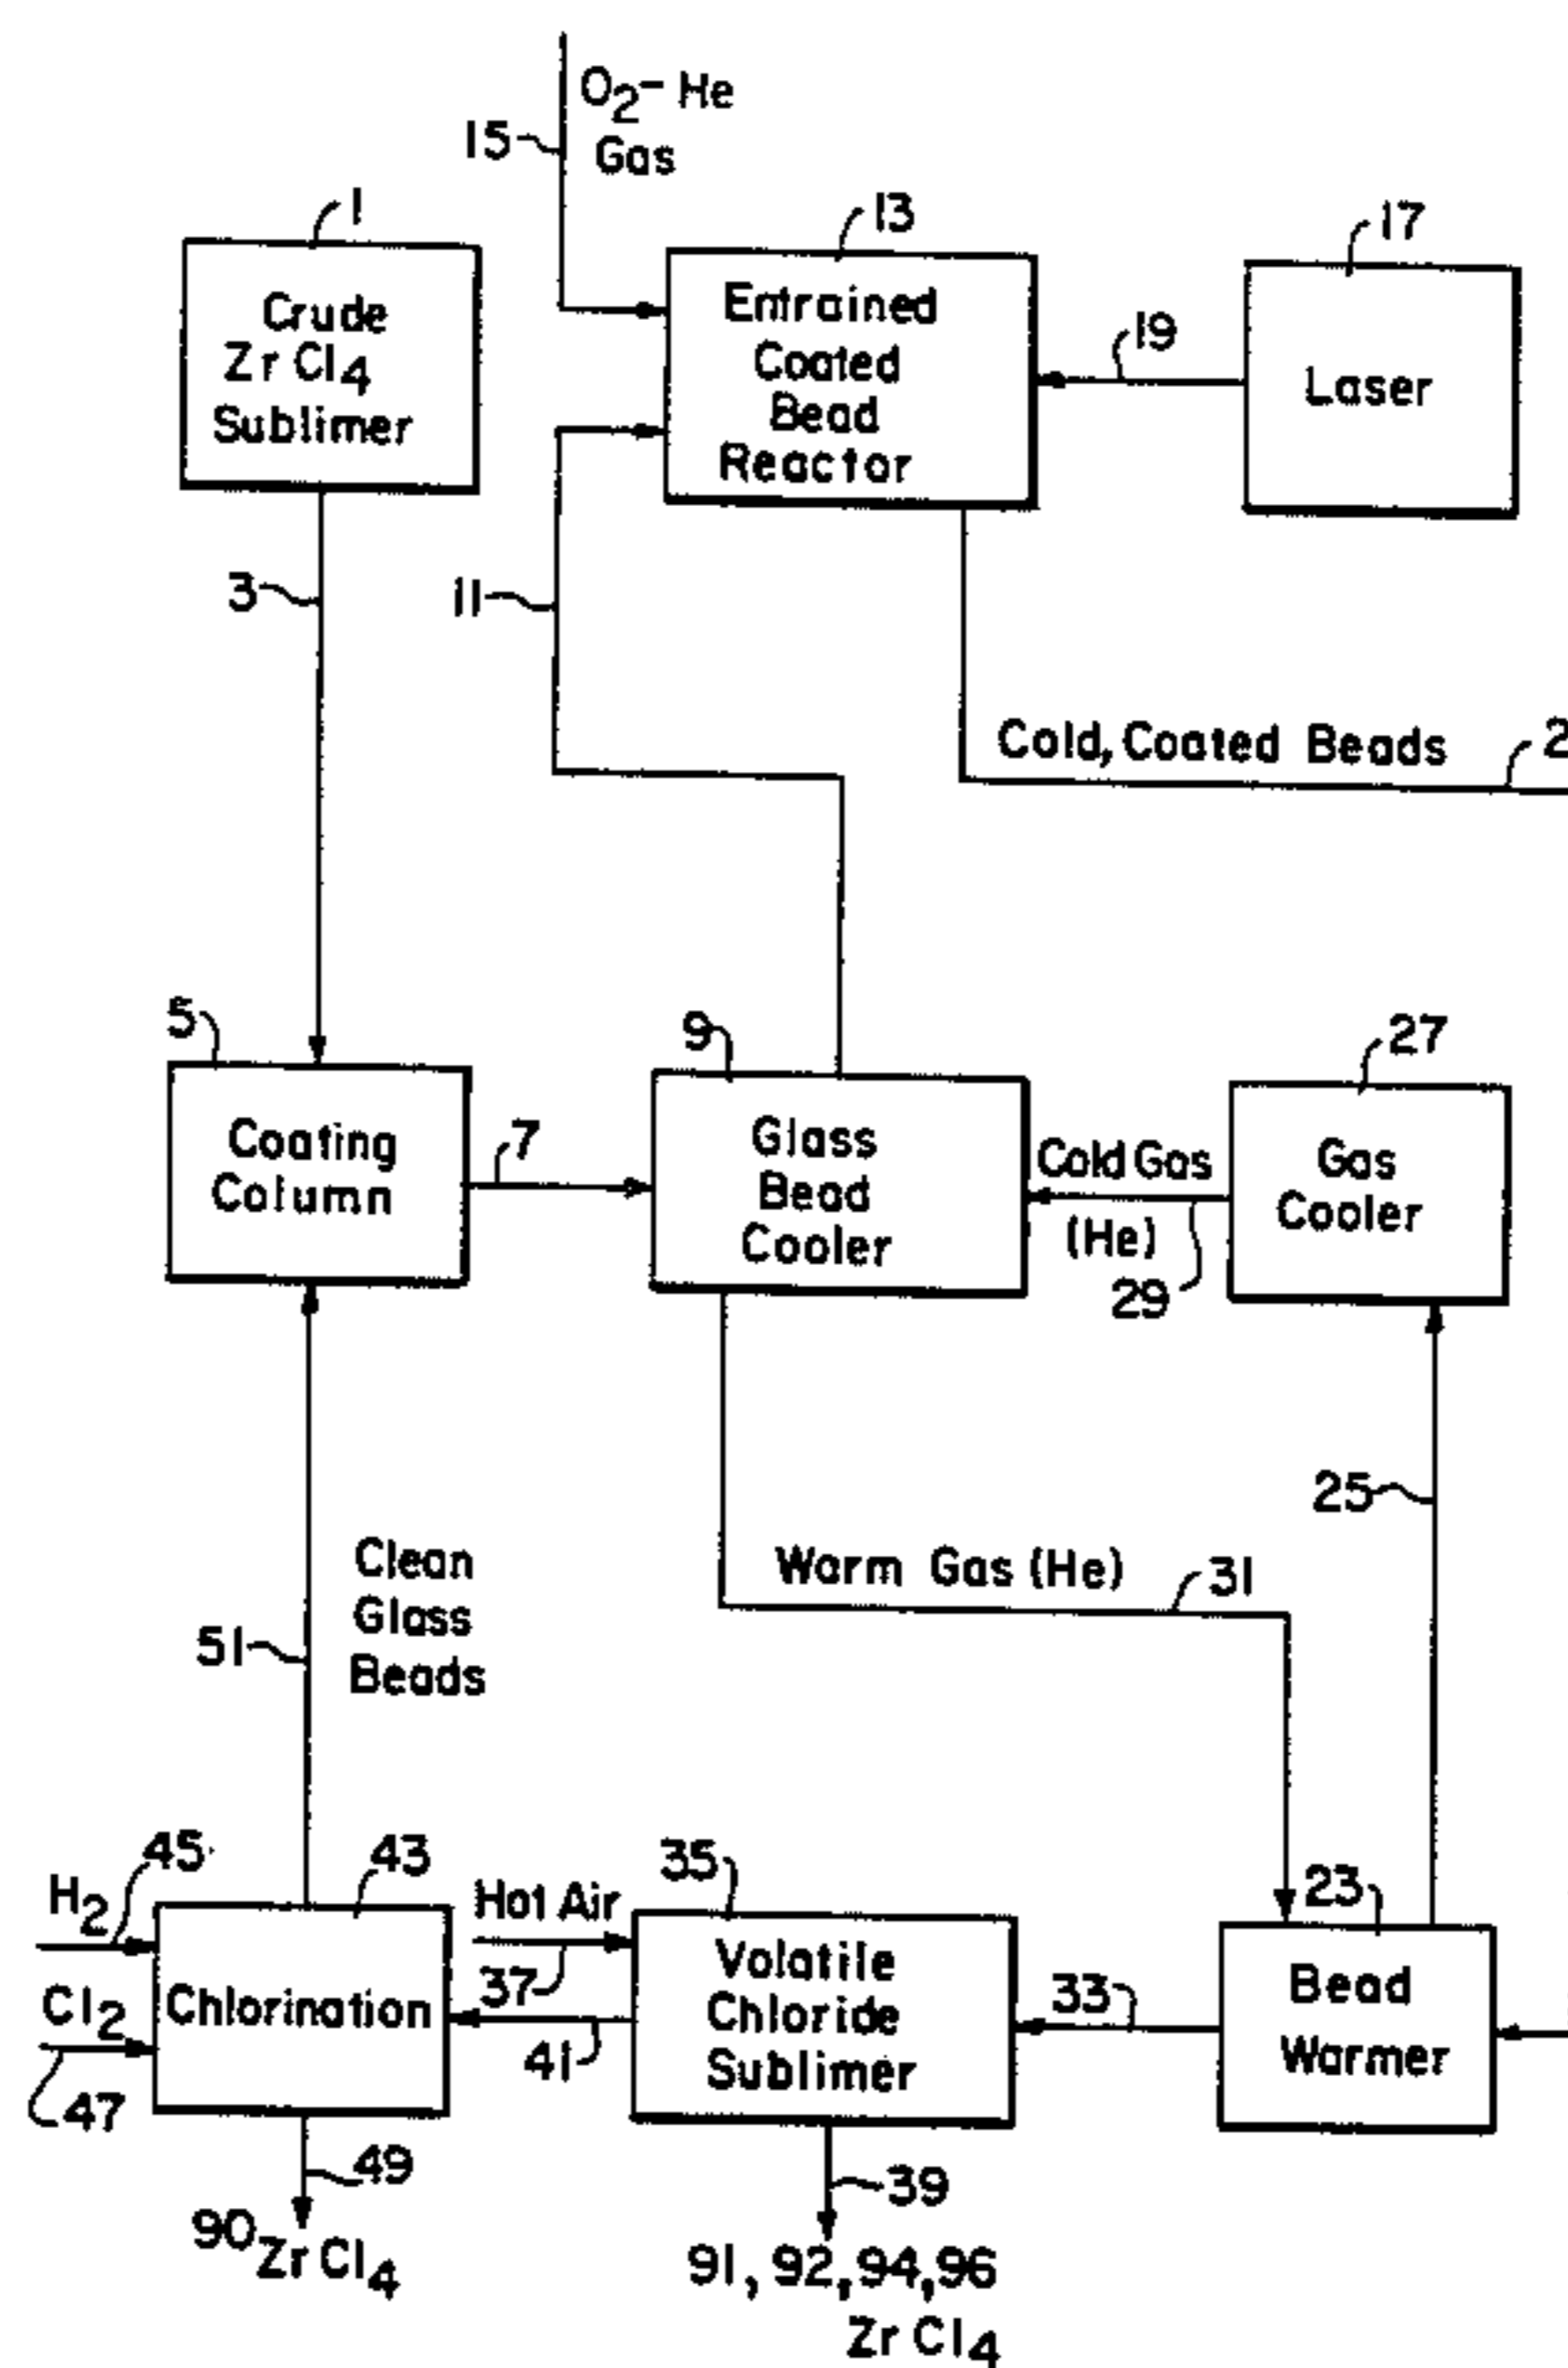 O2-He
15
Gas
1
13
17
Crude
ZrCl4
Sublimer
Entrained
Coated
Bead
Reactor
19
Laser
3
11
Cold, Coated Beads
5
9
27
Coating
Column
7
Glass
Bead
Cooler
Cold Gas
(He)
29
Gas
Cooler
25
Clean
Glass
Beads
51
Warm Gas (He)
31
45
H2
43
Hot Air
35
23
Cl2
47
Chlorination
37
41
Volatile
Chloride
Sublimer
33
Bead
Warmer
49
90ZrCl4
39
91, 92, 94, 96
ZrCl4